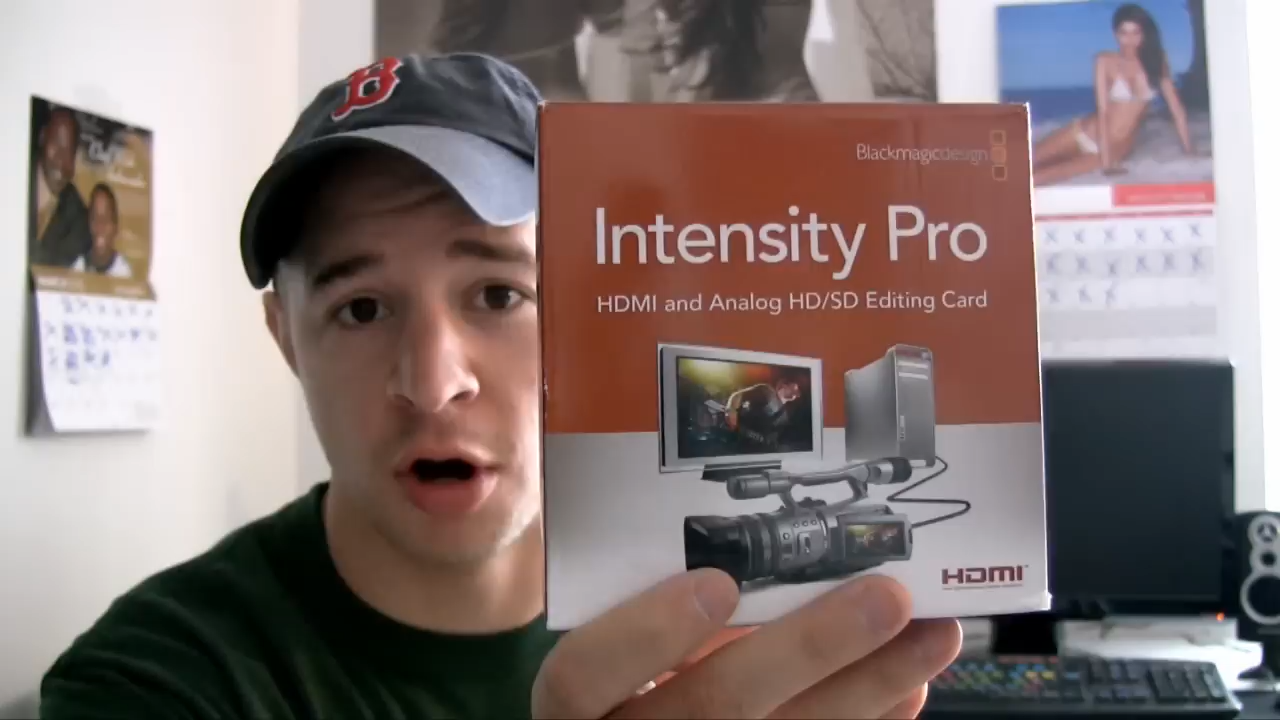 B
Blackmagicdesign
Intensity Pro
HDMI and Analog HD/SD Editing Card
HDMI